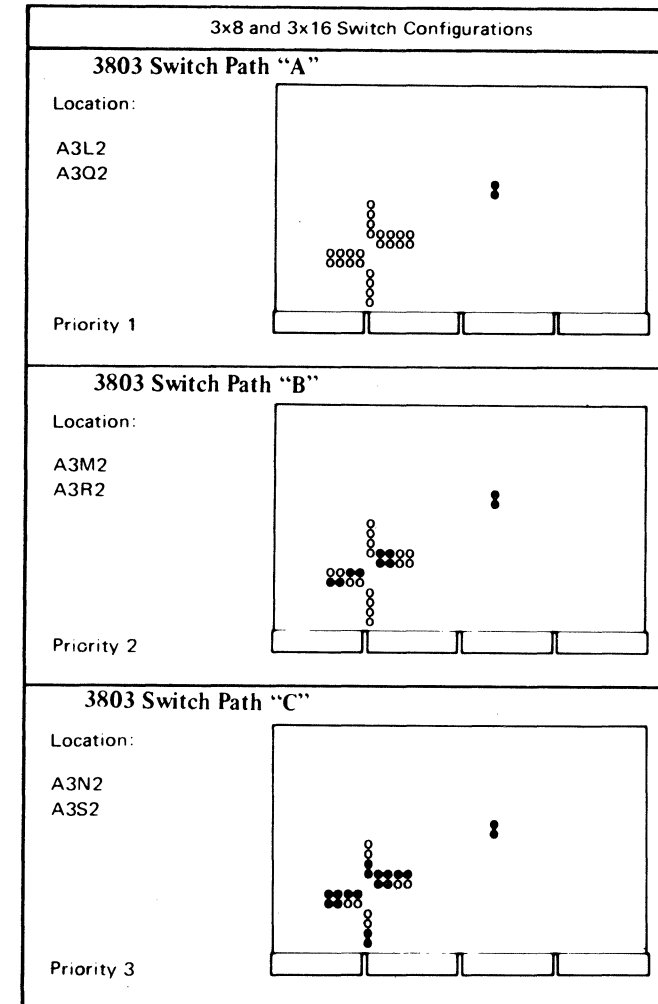 3x8 and 3x16 Switch Configurations
3803 Switch Path “A”
Location:
A3L2
A3Q2
Priority 1
3803 Switch Path “B”
Location:
A3M2
A3R2
Priority 2
3803 Switch Path “C”
Location:
A3N2
A3S2
Priority 3